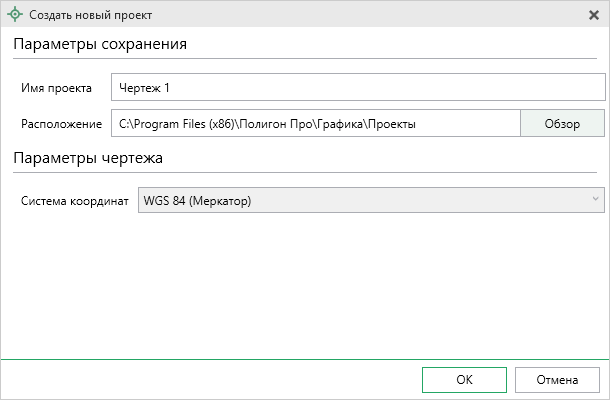 Создать новый проект
Параметры сохранения
Имя проекта Чертеж 1
Расположение C:\Program Files (x86)\Полигон Про\Графика\Проекты Обзор
Параметры чертежа
Система координат WGS 84 (Меркатор)
OK Отмена